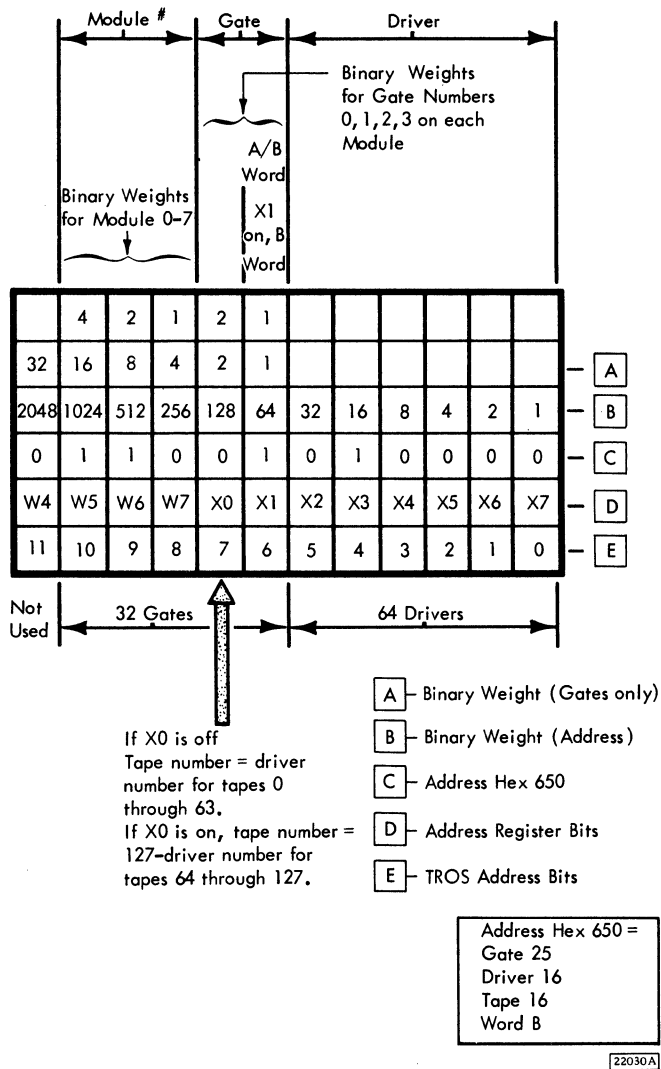 Module #
Gate
Driver
Binary Weights
for Gate Numbers
0, 1, 2, 3 on each
Module
A/B
Word
Binary Weights
for Module 0-7
X1
on, B
Word
4 2 1 2 1
32 16 8 4 2 1 A
2048 1024 512 256 128 64 32 16 8 4 2 1 B
0 1 1 0 0 1 0 1 0 0 0 0 C
W4 W5 W6 W7 X0 X1 X2 X3 X4 X5 X6 X7 D
11 10 9 8 7 6 5 4 3 2 1 0 E
Not
Used
32 Gates
64 Drivers
If X0 is off
Tape number = driver
number for tapes 0
through 63.
If X0 is on, tape number =
127-driver number for
tapes 64 through 127.
A - Binary Weight (Gates only)
B - Binary Weight (Address)
C - Address Hex 650
D - Address Register Bits
E - TROS Address Bits
Address Hex 650 =
Gate 25
Driver 16
Tape 16
Word B
22030A